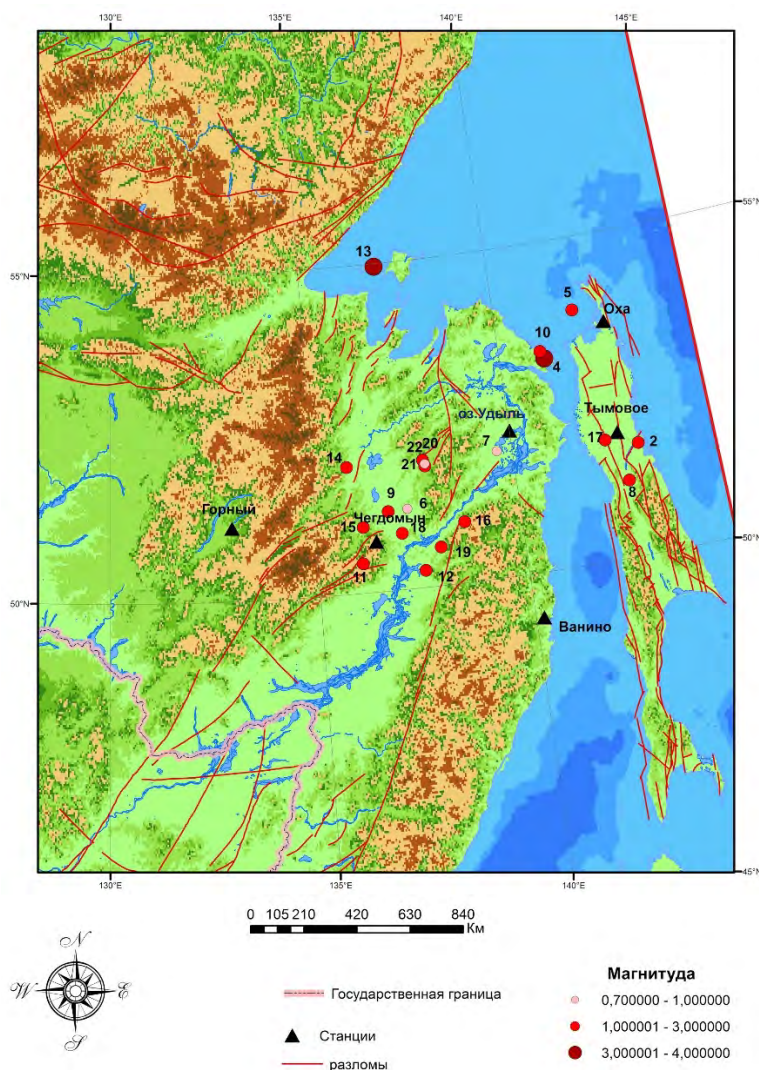 130°E 135°E 140°E 145°E
55°N
55°N
13
5
Оха
10
4
оз.Удыль
Тымовое
7
17
2
22 20
21
14
8
Горный
9
6
Чегдомын
15
18
16
19
11
12
50°N
50°N
Ванино
45°N
130°E 135°E 140°E
0 105 210 420 630 840
Км
N
W E
S
Государственная граница
Станции
разломы
Магнитуда
0,700000 - 1,000000
1,000001 - 3,000000
3,000001 - 4,000000